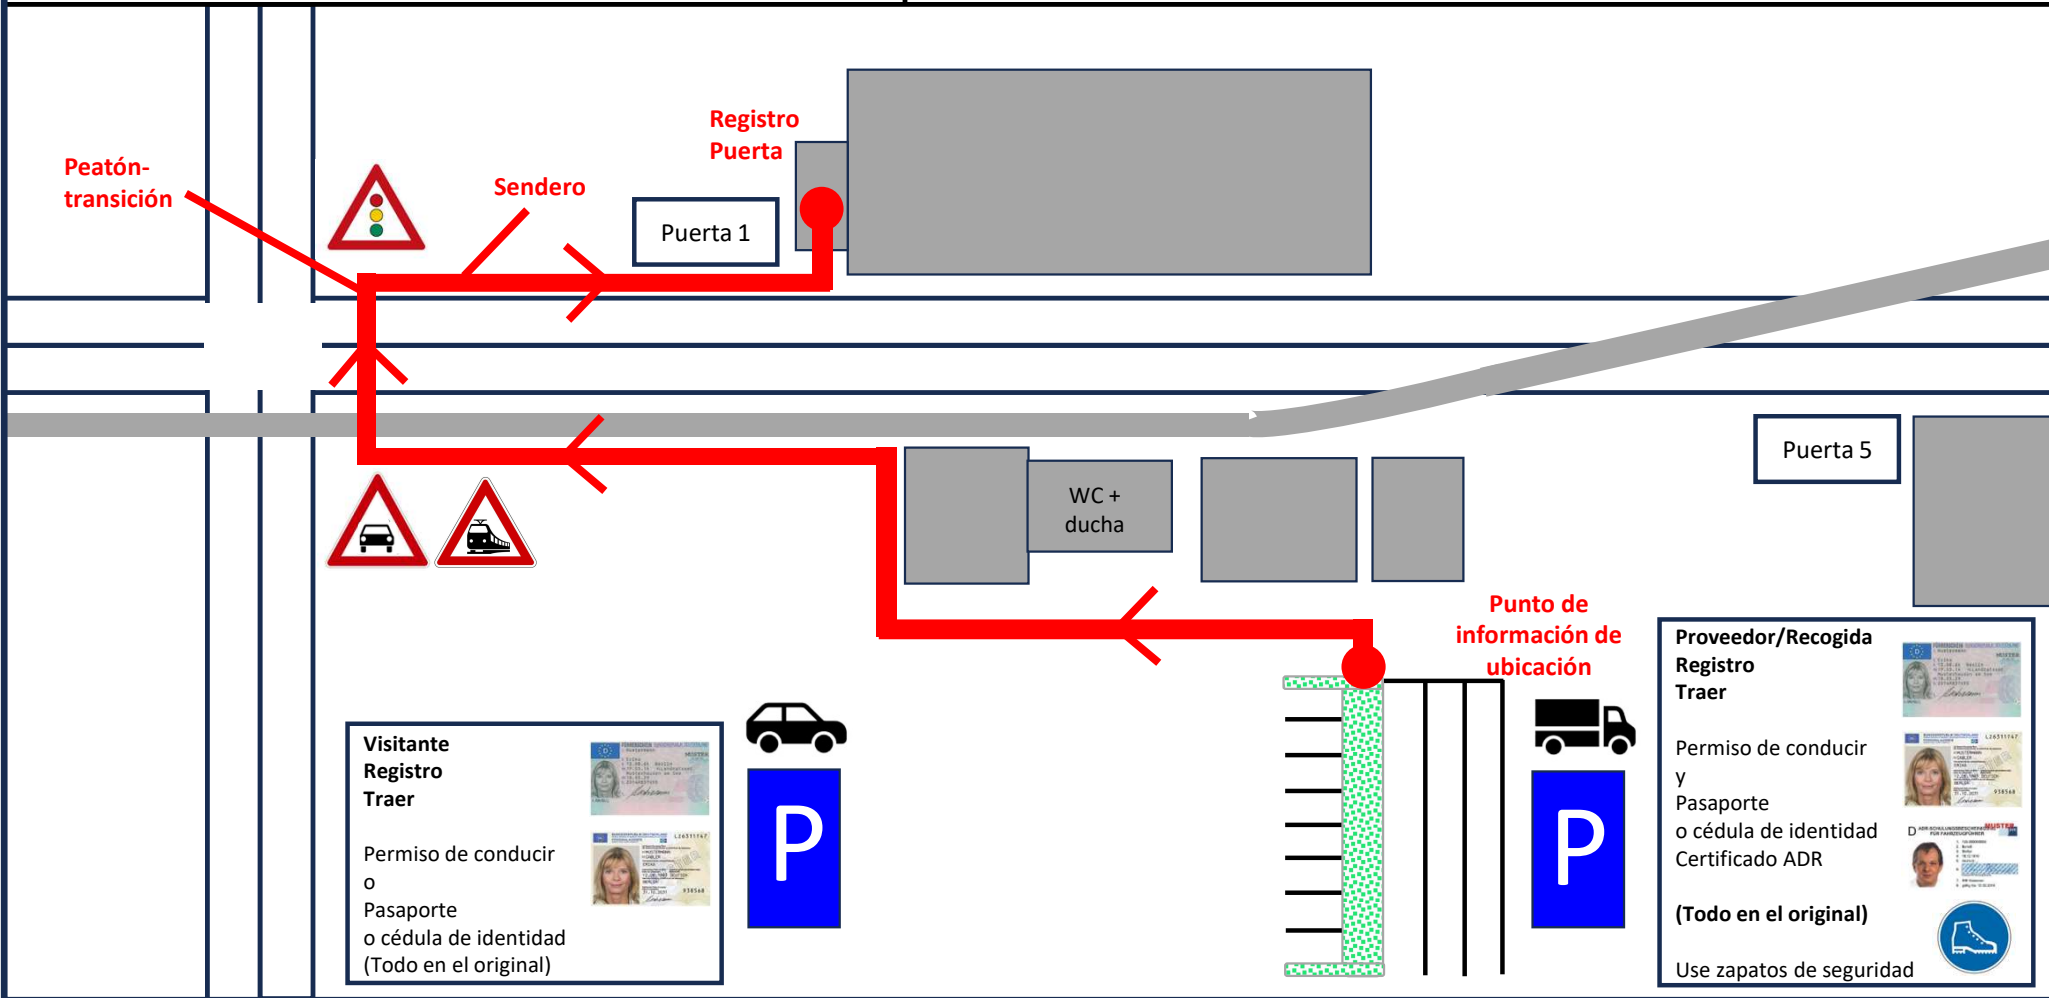 Registro
Puerta
Peatón-
transición
Sendero
Puerta 1
Puerta 5
WC +
ducha
Punto de
información de
ubicación
Visitante
Registro
Traer
Permiso de conducir
o
Pasaporte
o cédula de identidad
(Todo en el original)
P
P
Proveedor/Recogida
Registro
Traer
Permiso de conducir
y
Pasaporte
o cédula de identidad
Certificado ADR
(Todo en el original)
Use zapatos de seguridad
MUSTER